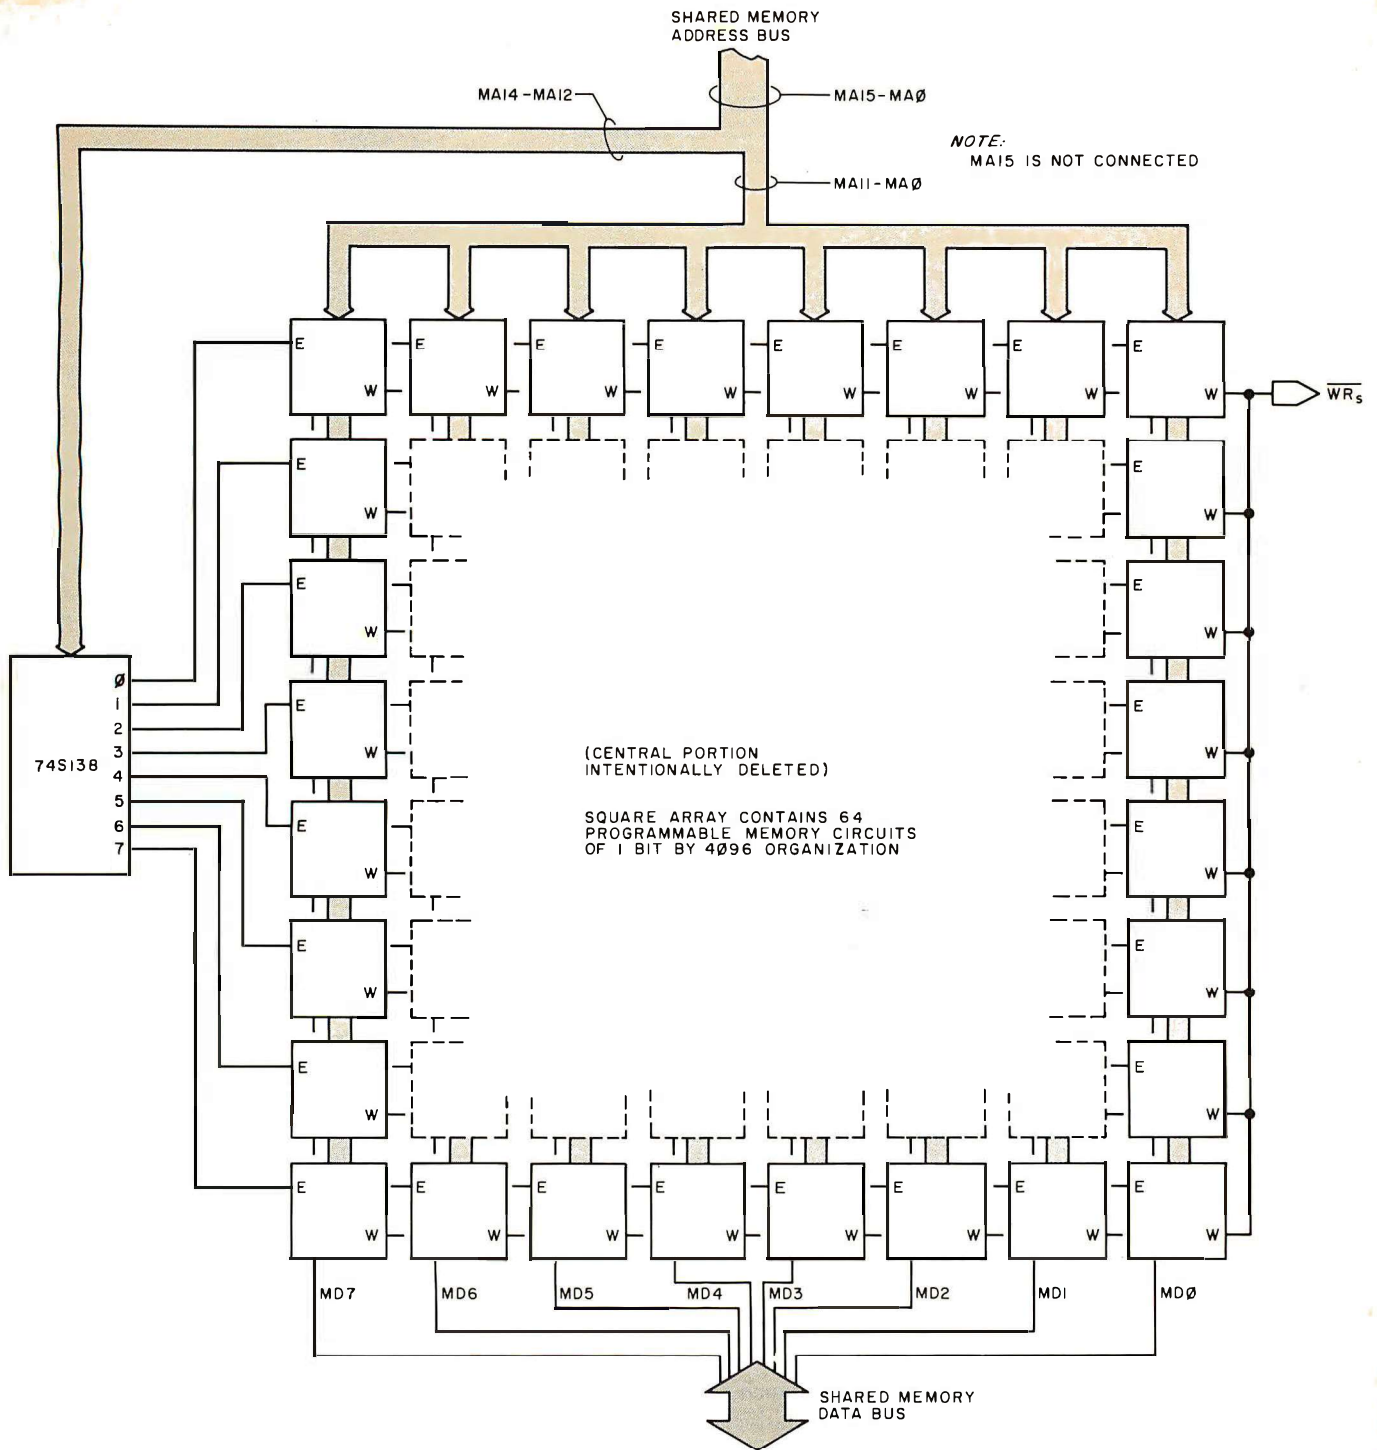 SHARED MEMORY
ADDRESS BUS
MA14-MA12
MA15-MAØ
NOTE:
MA15 IS NOT CONNECTED
MA11-MAØ
E E E E E E E E
W W W W W W W W
WRs
E E
W W
E E
W W
Ø
1
2
3
4
5
6
7
74S138
E E
W W
(CENTRAL PORTION
INTENTIONALLY DELETED)
SQUARE ARRAY CONTAINS 64
PROGRAMMABLE MEMORY CIRCUITS
OF 1 BIT BY 4Ø96 ORGANIZATION
E E
W W
E E
W W
E E
W W
E E E E E E E E
W W W W W W W W
MD7 MD6 MD5 MD4 MD3 MD2 MD1 MDØ
SHARED MEMORY
DATA BUS